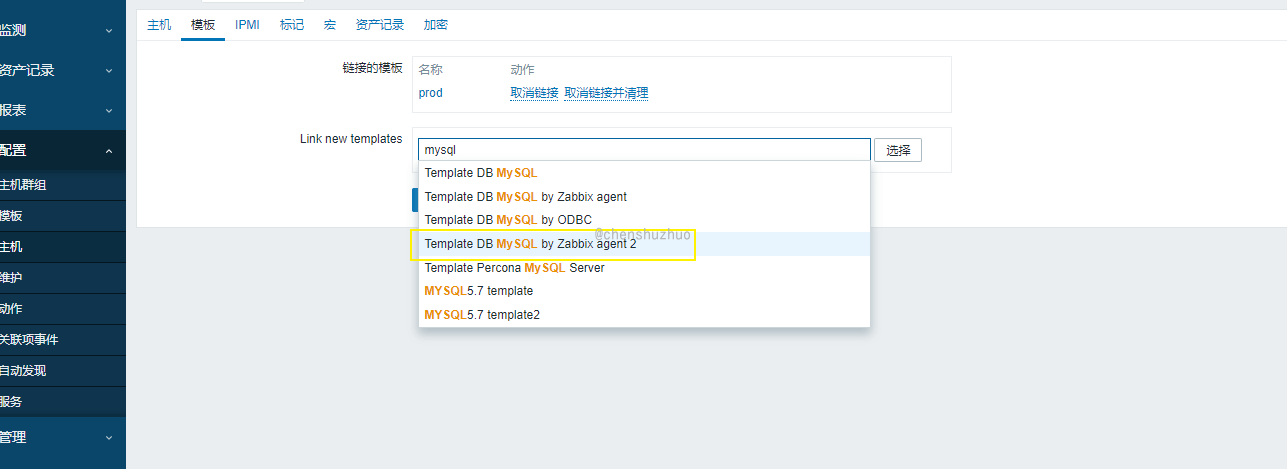 监测
资产记录
报表
配置
主机群组
模板
主机
维护
动作
关联项事件
自动发现
服务
管理
主机 模板 IPMI 标记 宏 资产记录 加密
链接的模板 名称 动作
prod 取消链接 取消链接并清理
Link new templates mysql 选择
Template DB MySQL
Template DB MySQL by Zabbix agent
Template DB MySQL by ODBC
@chenshuzhuo
Template DB MySQL by Zabbix agent 2
Template Percona MySQL Server
MYSQL5.7 template
MYSQL5.7 template2